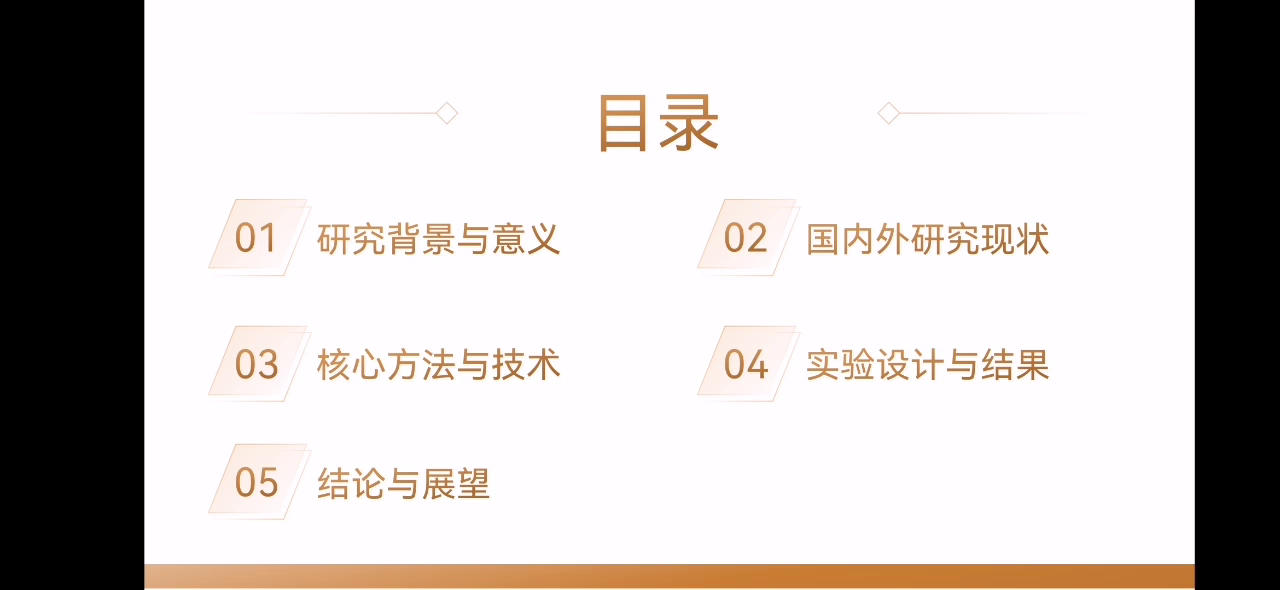 目录
01 研究背景与意义
02 国内外研究现状
03 核心方法与技术
04 实验设计与结果
05 结论与展望